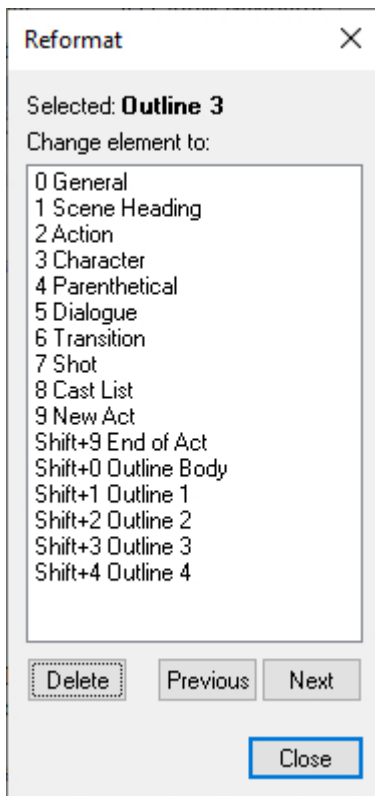 Reformat
Selected: Outline 3
Change element to:
0 General
1 Scene Heading
2 Action
3 Character
4 Parenthetical
5 Dialogue
6 Transition
7 Shot
8 Cast List
9 New Act
Shift+9 End of Act
Shift+0 Outline Body
Shift+1 Outline 1
Shift+2 Outline 2
Shift+3 Outline 3
Shift+4 Outline 4
Delete Previous Next
Close